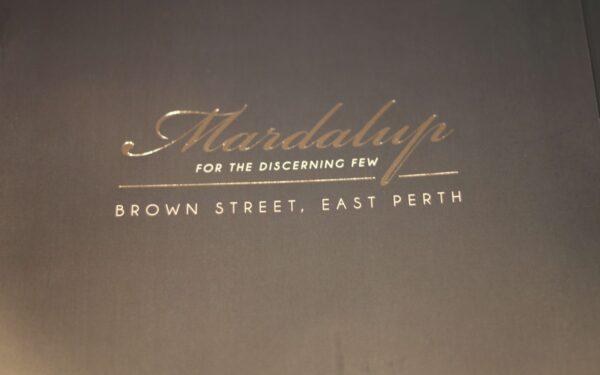 Mardalup
FOR THE DISCERNING FEW
BROWN STREET, EAST PERTH